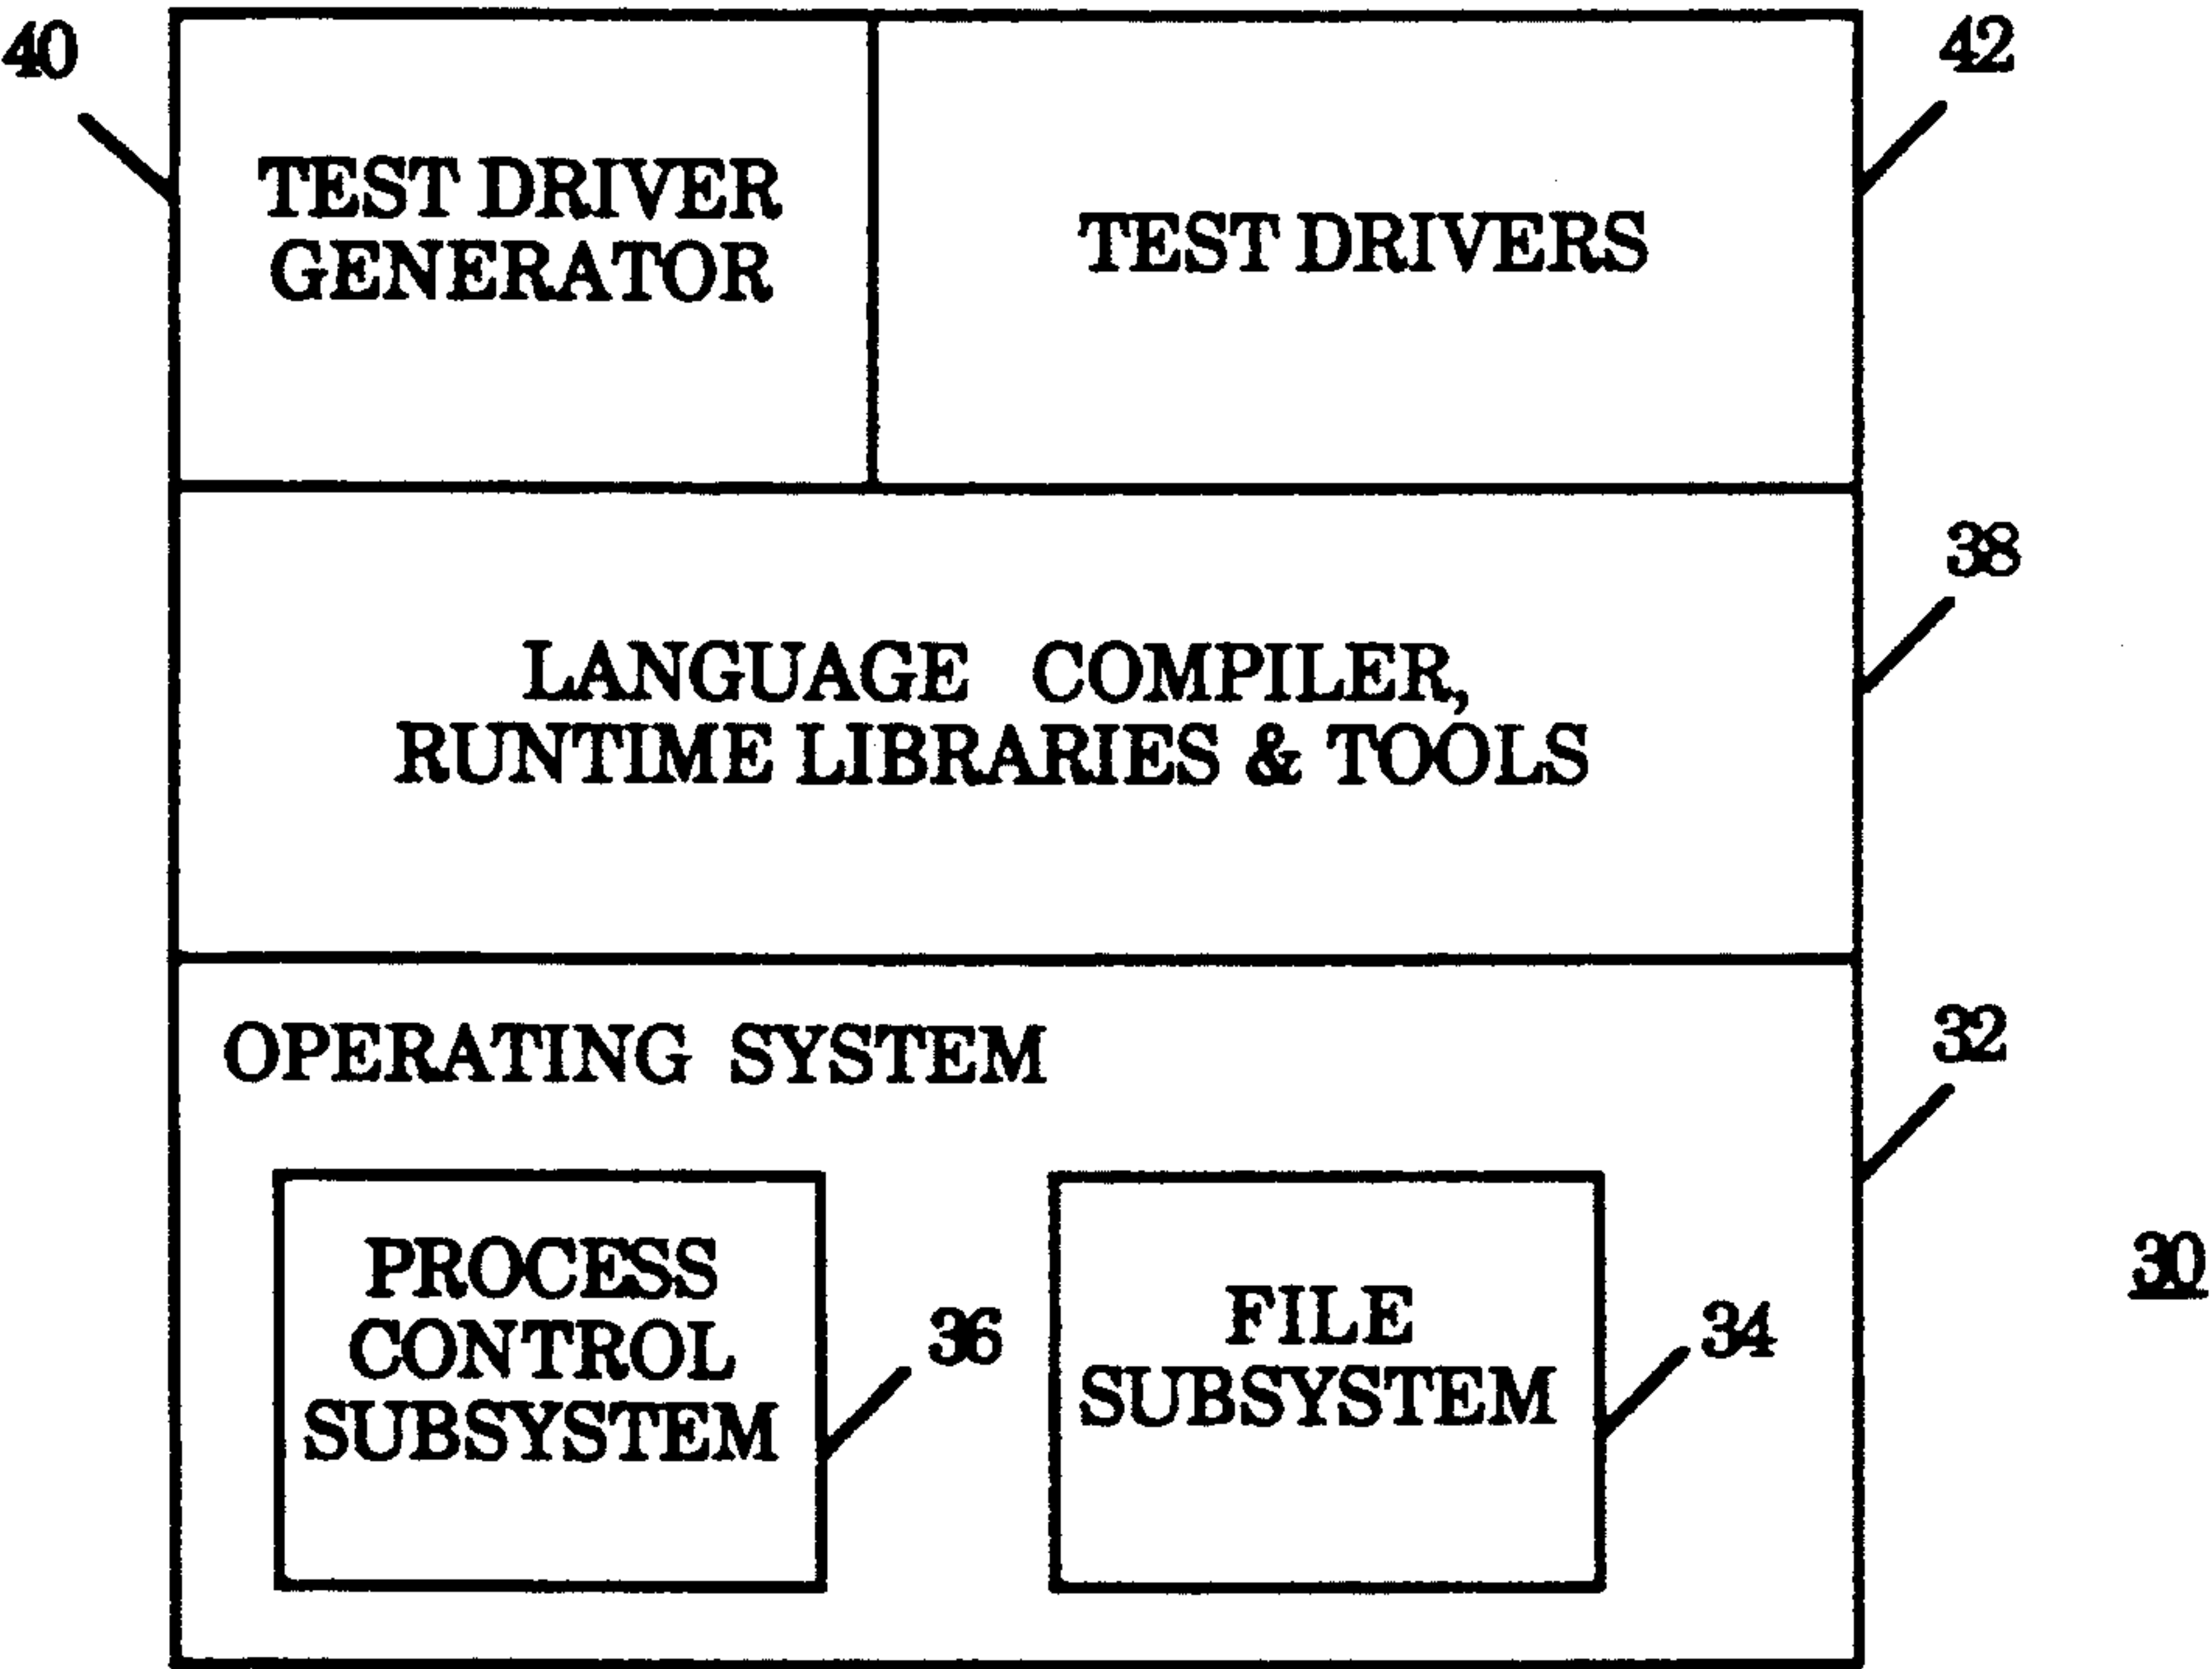 40
42
TEST DRIVER
GENERATOR
TEST DRIVERS
38
LANGUAGE COMPILER,
RUNTIME LIBRARIES & TOOLS
OPERATING SYSTEM
32
PROCESS
CONTROL
SUBSYSTEM
36
FILE
SUBSYSTEM
34
30